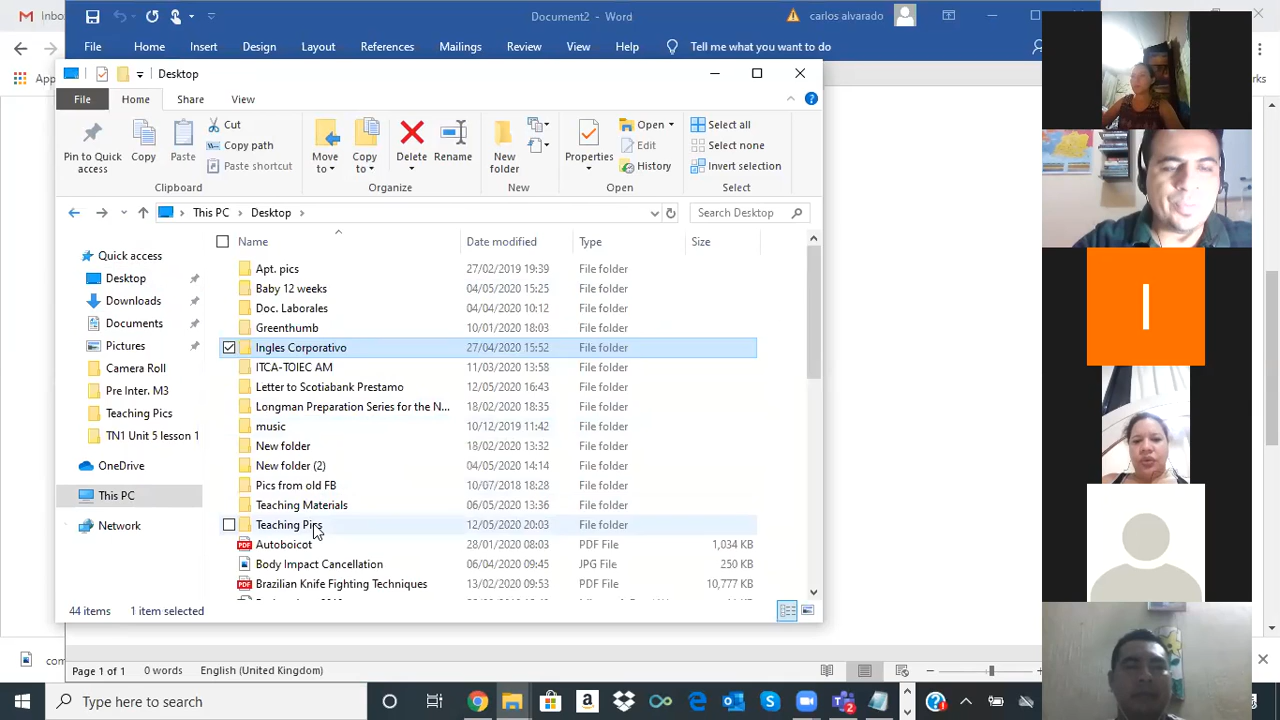 Document2 - Word
carlos alvarado
File
Home
Insert
Design
Layout
References
Mailings
Review
View
Help
Tell me what you want to do
App
Desktop
File
Home
Share
View
Pin to Quick access
Copy
Paste
Cut
Copy path
Paste shortcut
Move to
Copy to
Delete
Rename
New folder
Properties
Open
Edit
History
Select all
Select none
Invert selection
Clipboard
Organize
New
Open
Select
This PC
Desktop
Search Desktop
Quick access
Desktop
Downloads
Documents
Pictures
Camera Roll
Pre Inter. M3
Teaching Pics
TN1 Unit 5 lesson 1
OneDrive
This PC
Network
Name Date modified Type Size
Apt. pics 27/02/2019 19:39 File folder
Baby 12 weeks 04/05/2020 15:25 File folder
Doc. Laborales 04/04/2020 10:12 File folder
Greenthumb 10/01/2020 18:03 File folder
Ingles Corporativo 27/04/2020 15:52 File folder
ITCA-TOIEC AM 11/03/2020 13:58 File folder
Letter to Scotiabank Prestamo 12/05/2020 16:43 File folder
Longman Preparation Series for the N... 18/02/2020 18:35 File folder
music 10/12/2019 11:42 File folder
New folder 18/02/2020 13:32 File folder
New folder (2) 04/05/2020 14:14 File folder
Pics from old FB 10/07/2018 18:28 File folder
Teaching Materials 06/05/2020 13:36 File folder
Teaching Pics 12/05/2020 20:03 File folder
Autoboicot 28/01/2020 08:03 PDF File 1,034 KB
Body Impact Cancellation 06/04/2020 09:45 JPG File 250 KB
Brazilian Knife Fighting Techniques 13/02/2020 09:53 PDF File 10,777 KB
44 items 1 item selected
com
Page 1 of 1 0 words English (United Kingdom)
Type here to search
I